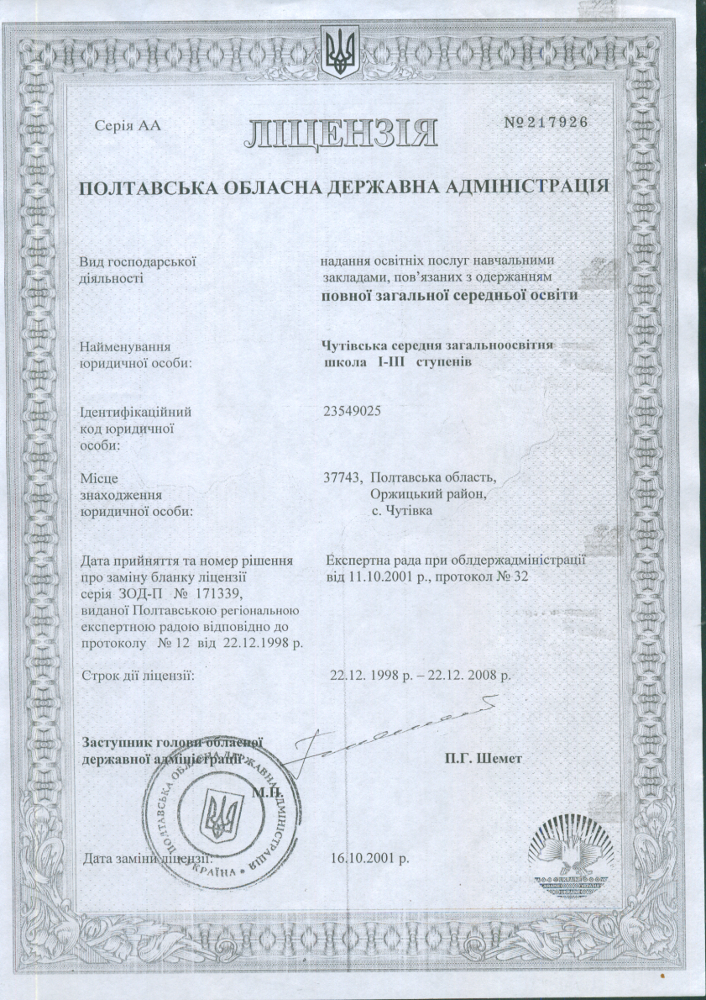 Серія АА
ЛІЦЕНЗІЯ
№217926
ПОЛТАВСЬКА ОБЛАСНА ДЕРЖАВНА АДМІНІСТРАЦІЯ
Вид господарської
діяльності
надання освітніх послуг навчальними
закладами, пов’язаних з одержанням
повної загальної середньої освіти
Найменування
юридичної особи:
Чутівська середня загальноосвітня
школа І-ІІІ ступенів
Ідентифікаційний
код юридичної
особи:
23549025
Місце
знаходження
юридичної особи:
37743, Полтавська область,
Оржицький район,
с. Чутівка
Дата прийняття та номер рішення
про заміну бланку ліцензії
серія ЗОД-П № 171339,
виданої Полтавською регіональною
експертною радою відповідно до
протоколу № 12 від 22.12.1998 р.
Експертна рада при облдержадміністрації
від 11.10.2001 р., протокол № 32
Строк дії ліцензії:
22.12. 1998 р. – 22.12. 2008 р.
Заступник голови обласної
державної адміністрації
П.Г. Шемет
М.П.
ПОЛТАВСЬКА ОБЛАСНА ДЕРЖАВНА АДМІНІСТРАЦІЯ
УКРАЇНА
Дата заміни ліцензії:
16.10.2001 р.
UKRAINE
УКРАЇНА
UKRAINE